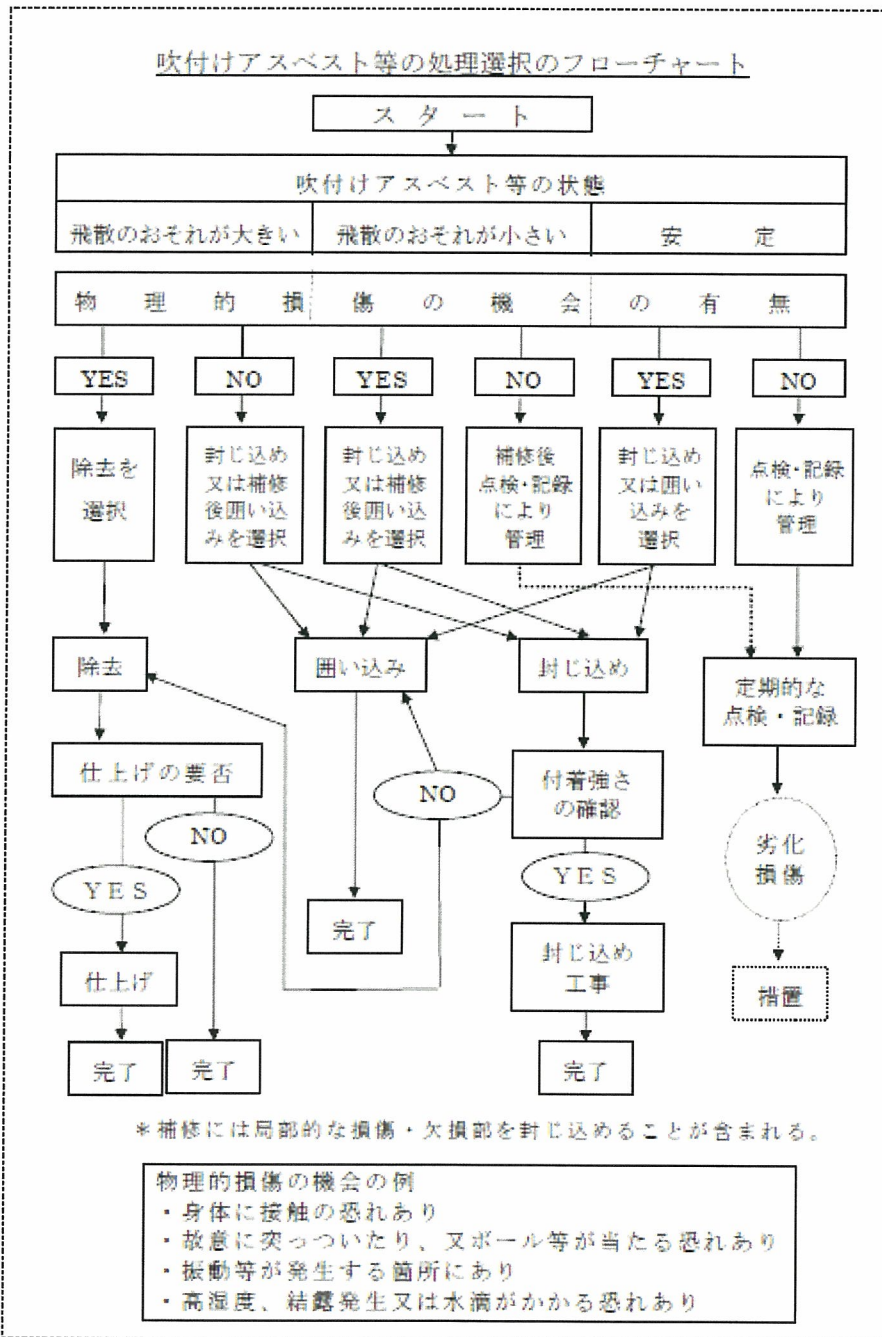 吹付けアスベスト等の処理選択のフローチャート
スタート
吹付けアスベスト等の状態
飛散のおそれが大きい
飛散のおそれが小さい
安定
物理的損傷の機会の有無
YES
NO
YES
NO
YES
NO
除去を
選択
封じ込め
又は補修
後囲い込
みを選択
封じ込め
又は補修
後囲い込
みを選択
補修後
点検・記録
により
管理
封じ込め
又は囲い
込みを
選択
点検・記録
により
管理
除去
囲い込み
封じ込め
定期的な
点検・記録
仕上げの要否
NO
付着強さ
の確認
NO
劣化
損傷
YES
YES
完了
仕上げ
封じ込め
工事
措置
完了
完了
完了
*補修には局部的な損傷・欠損部を封じ込めることが含まれる。
物理的損傷の機会の例
・身体に接触の恐れあり
・故意に突っついたり、又ボール等が当たる恐れあり
・振動等が発生する箇所にあり
・高湿度、結露発生又は水滴がかかる恐れあり